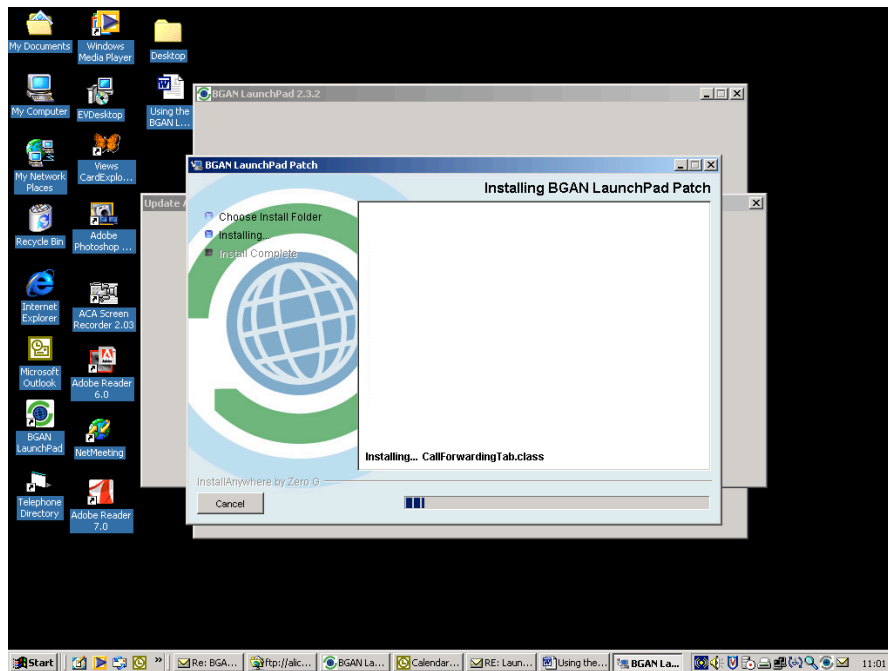 My Documents
Windows Media Player
Desktop
My Computer
EVDesktop
Using the BGAN L...
My Network Places
Views CardExplo...
Recycle Bin
Adobe Photoshop ...
Internet Explorer
ACA Screen Recorder 2.03
Microsoft Outlook
Adobe Reader 6.0
BGAN LaunchPad
NetMeeting
Telephone Directory
Adobe Reader 7.0
BGAN LaunchPad 2.3.2
Update
BGAN LaunchPad Patch
Installing BGAN LaunchPad Patch
Choose Install Folder
Installing...
Install Complete
Installing... CallForwardingTab.class
InstallAnywhere by Zero G
Cancel
Start
Re: BGA...
ftp://alic...
BGAN La...
Calendar...
RE: Laun...
Using the...
BGAN La...
11:01